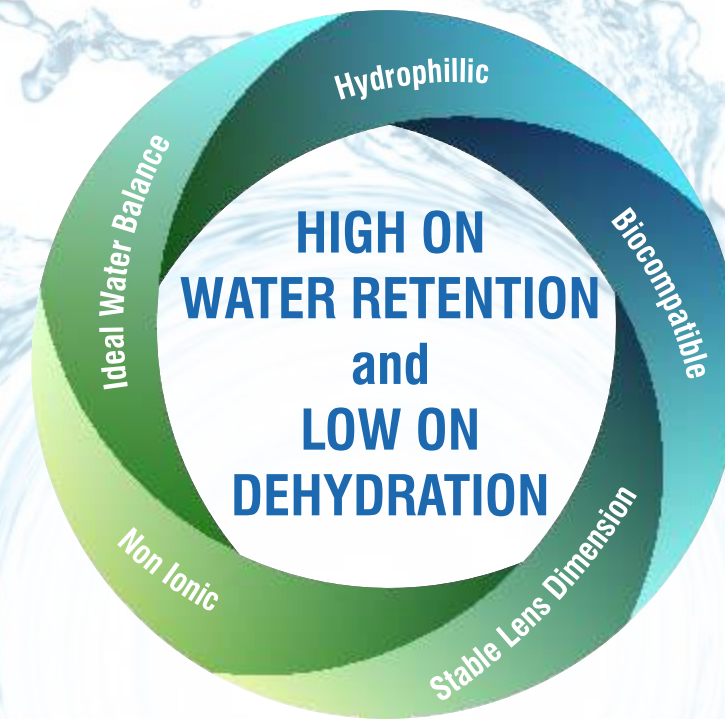 Hydrophillic
Biocompatible
Stable Lens Dimension
Non Ionic
Ideal Water Balance
HIGH ON
WATER RETENTION
and
LOW ON
DEHYDRATION